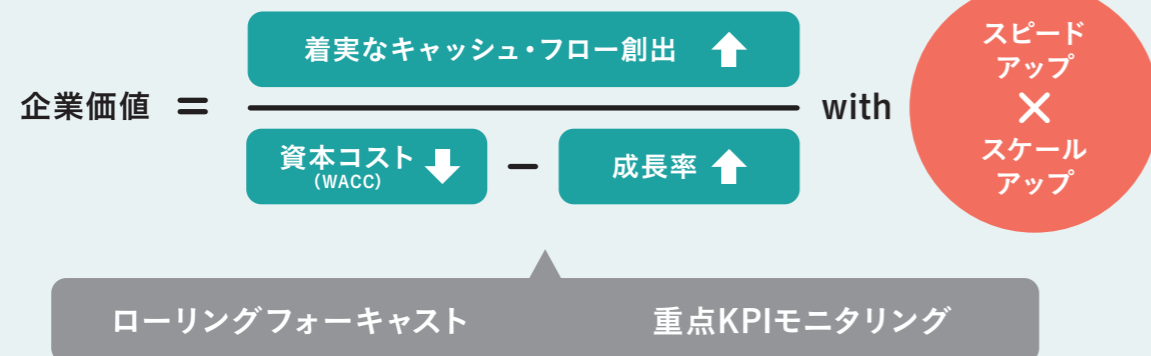 着実なキャッシュ・フロー創出
企業価値 =
with
資本コスト
(WACC)
−
成長率
スピード
アップ
×
スケール
アップ
ローリングフォーキャスト
重点KPIモニタリング